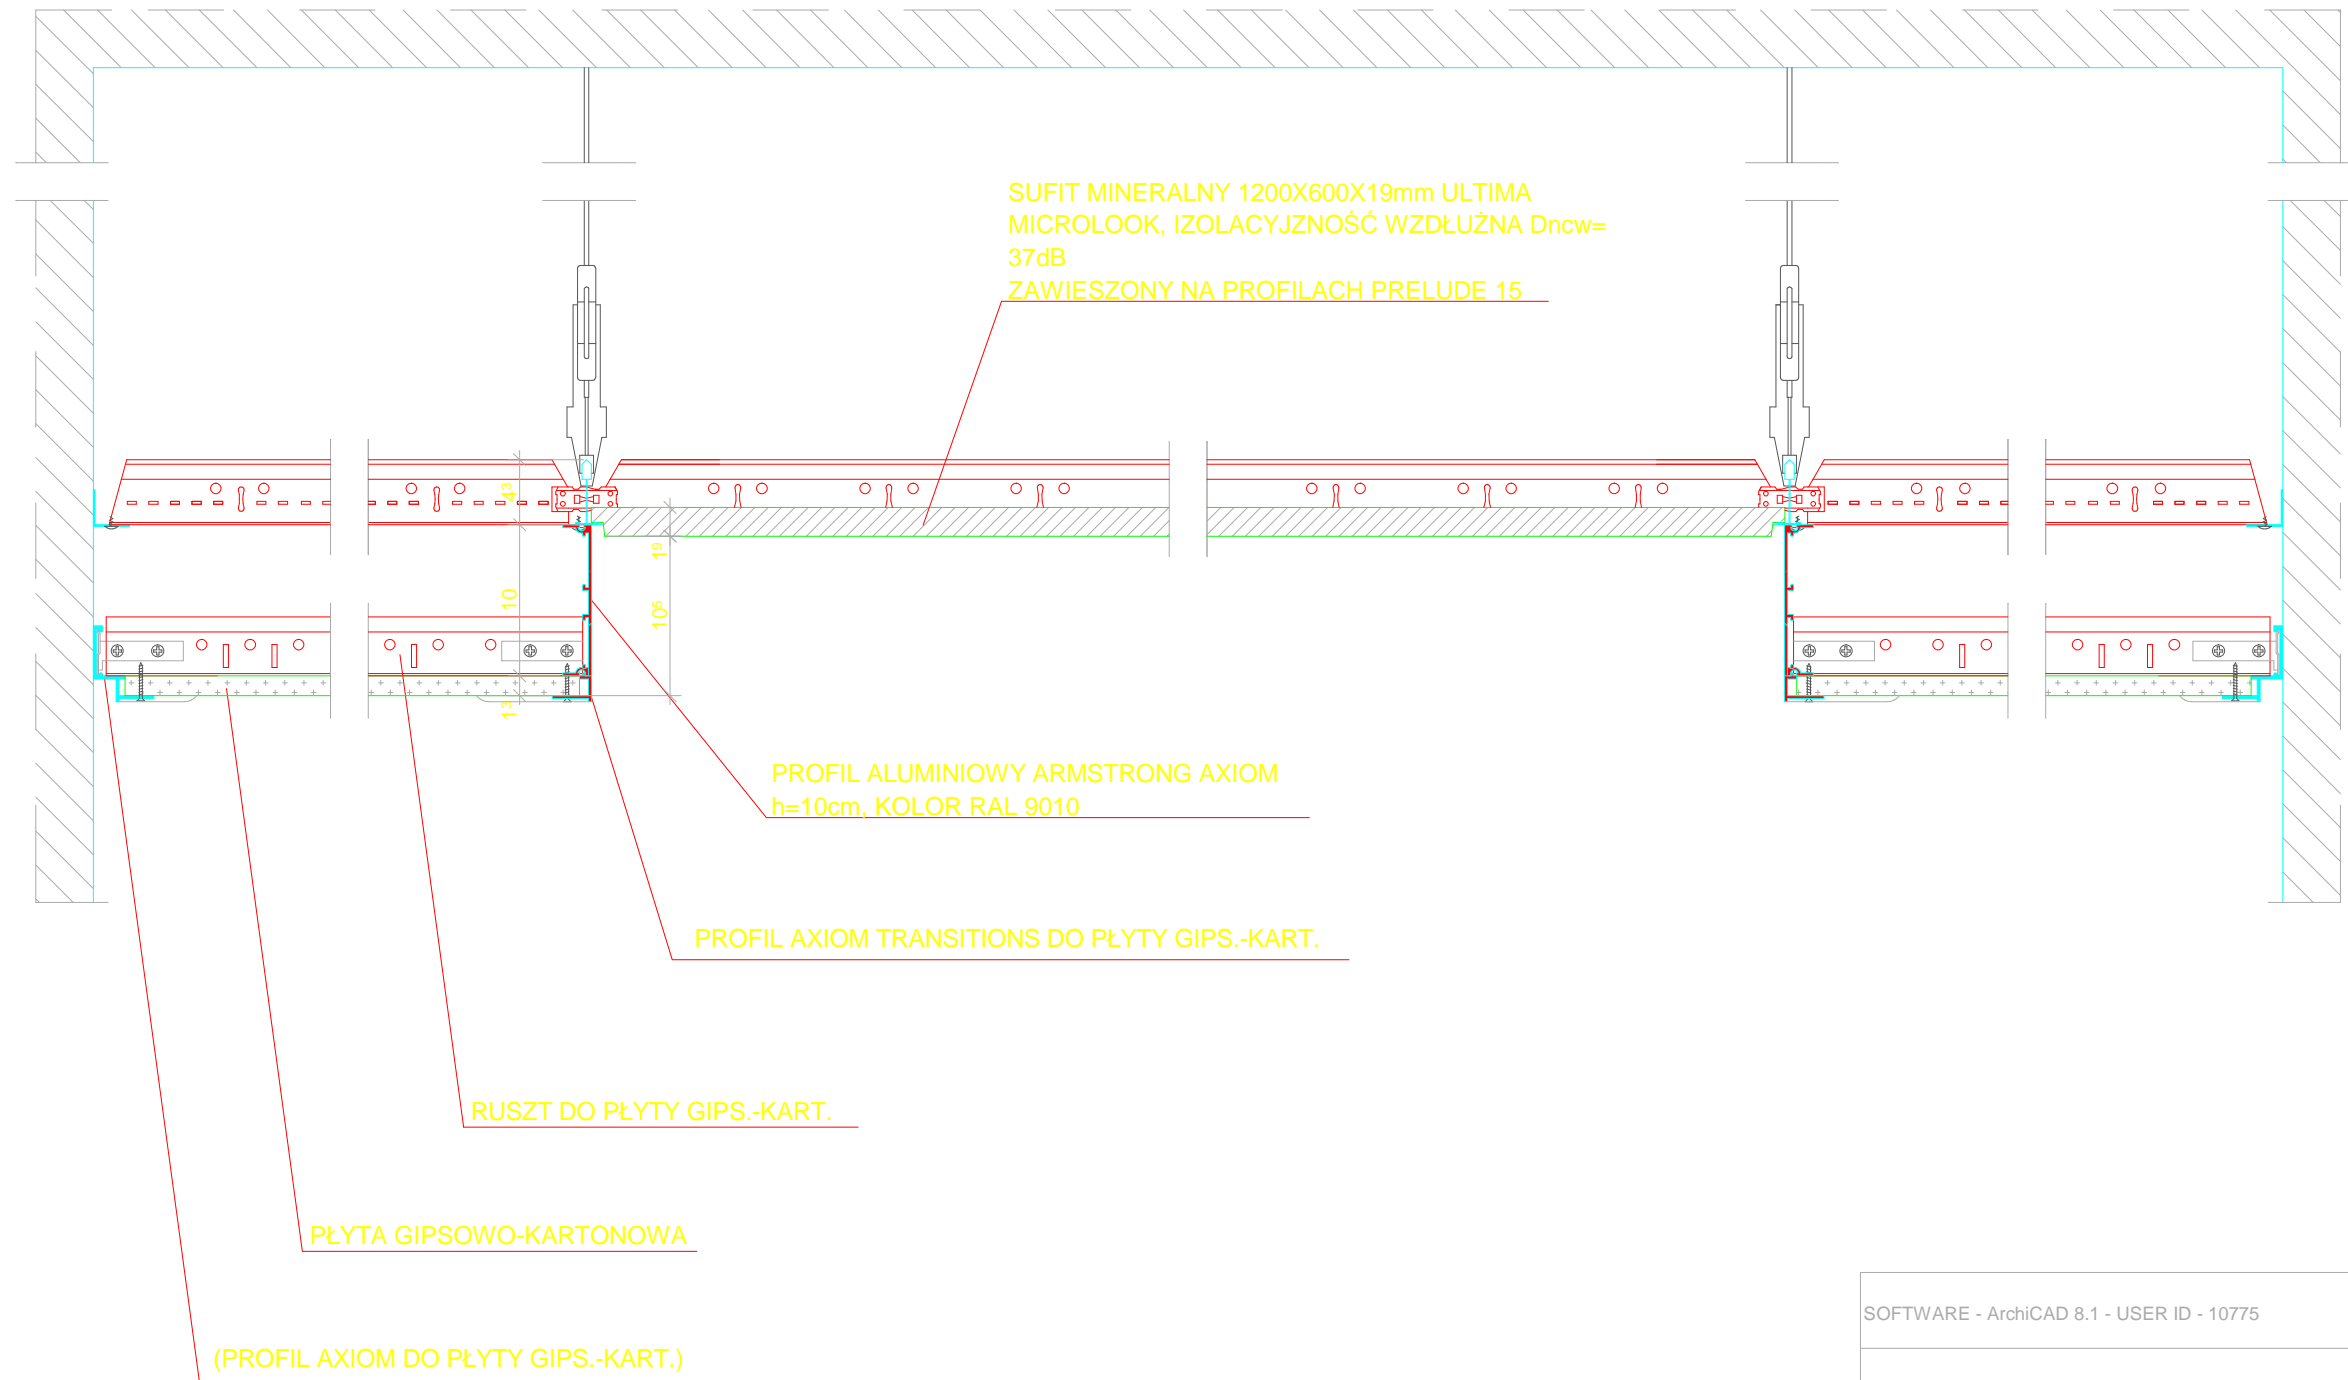 SUFIT MINERALNY 1200X600X19mm ULTIMA
MICROLOOK, IZOLACYJZNOŚĆ WZDŁUŻNA Dncw=
37dB
ZAWIESZONY NA PROFILACH PRELUDE 15
4³
19
10
10⁵
1³
PROFIL ALUMINIOWY ARMSTRONG AXIOM
h=10cm, KOLOR RAL 9010
PROFIL AXIOM TRANSITIONS DO PŁYTY GIPS.-KART.
RUSZT DO PŁYTY GIPS.-KART.
PŁYTA GIPSOWO-KARTONOWA
SOFTWARE - ArchiCAD 8.1 - USER ID - 10775
(PROFIL AXIOM DO PŁYTY GIPS.-KART.)